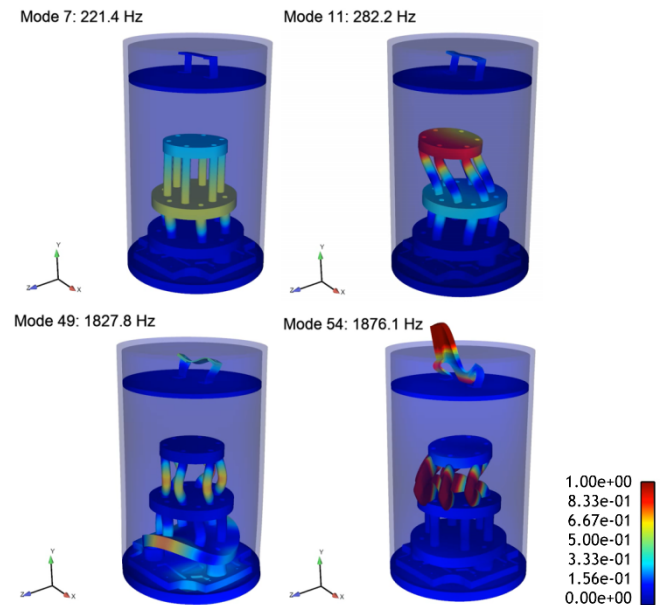 Mode 7: 221.4 Hz
Mode 11: 282.2 Hz
Y
Z
X
Y
Z
X
Mode 49: 1827.8 Hz
Mode 54: 1876.1 Hz
Y
Z
X
Y
Z
X
1.00e+00
8.33e-01
6.67e-01
5.00e-01
3.33e-01
1.56e-01
0.00e+00